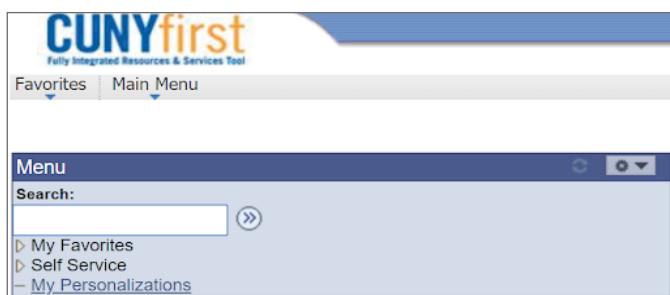 CUNYfirst
Fully Integrated Resources & Services Tool
Favorites Main Menu
Menu
Search:
My Favorites
Self Service
My Personalizations